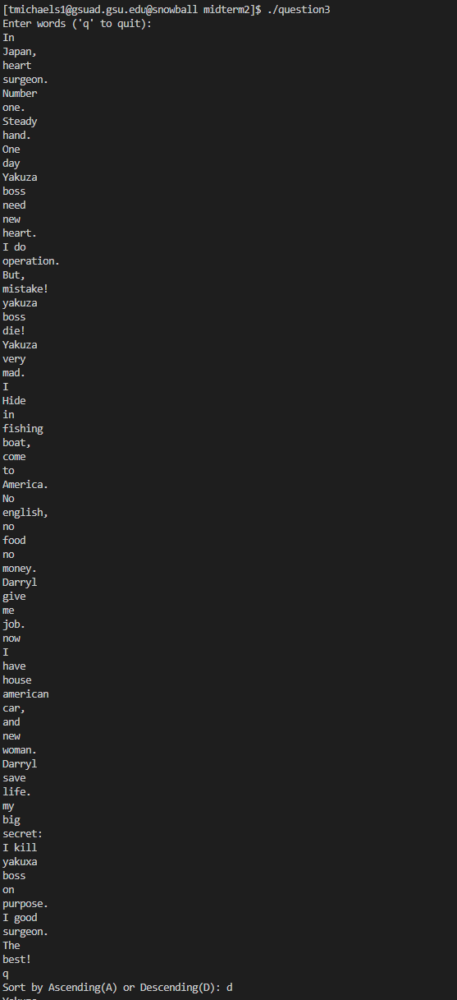 [tmichaels1@gsuad.gsu.edu@snowball midterm2]$ ./question3
Enter words ('q' to quit):
In
Japan,
heart
surgeon.
Number
one.
Steady
hand.
One
day
Yakuza
boss
need
new
heart.
I do
operation.
But,
mistake!
yakuza
boss
die!
Yakuza
very
mad.
I
Hide
in
fishing
boat,
come
to
America.
No
english,
no
food
no
money.
Darryl
give
me
job.
now
I
have
house
american
car,
and
new
woman.
Darryl
save
life.
my
big
secret:
I kill
yakuxa
boss
on
purpose.
I good
surgeon.
The
best!
q
Sort by Ascending(A) or Descending(D): d